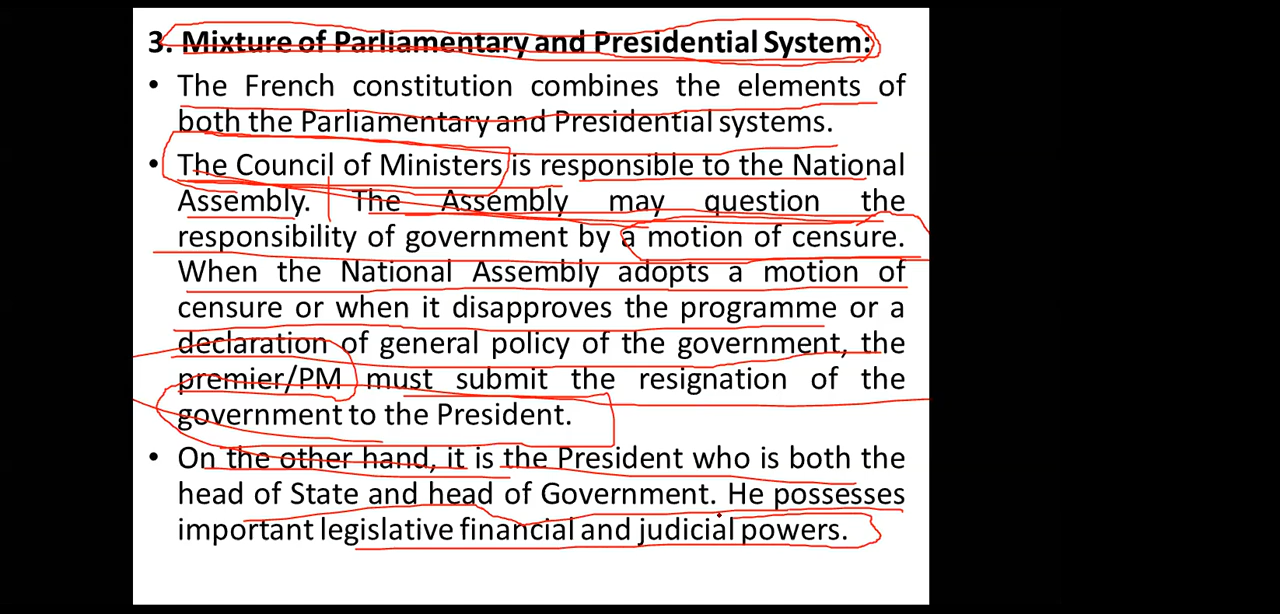 3. Mixture of Parliamentary and Presidential System:
• The French constitution combines the elements of
both the Parliamentary and Presidential systems.
• The Council of Ministers is responsible to the National
Assembly. The Assembly may question the
responsibility of government by a motion of censure.
When the National Assembly adopts a motion of
censure or when it disapproves the programme or a
declaration of general policy of the government, the
premier/PM must submit the resignation of the
government to the President.
• On the other hand, it is the President who is both the
head of State and head of Government. He possesses
important legislative financial and judicial powers.